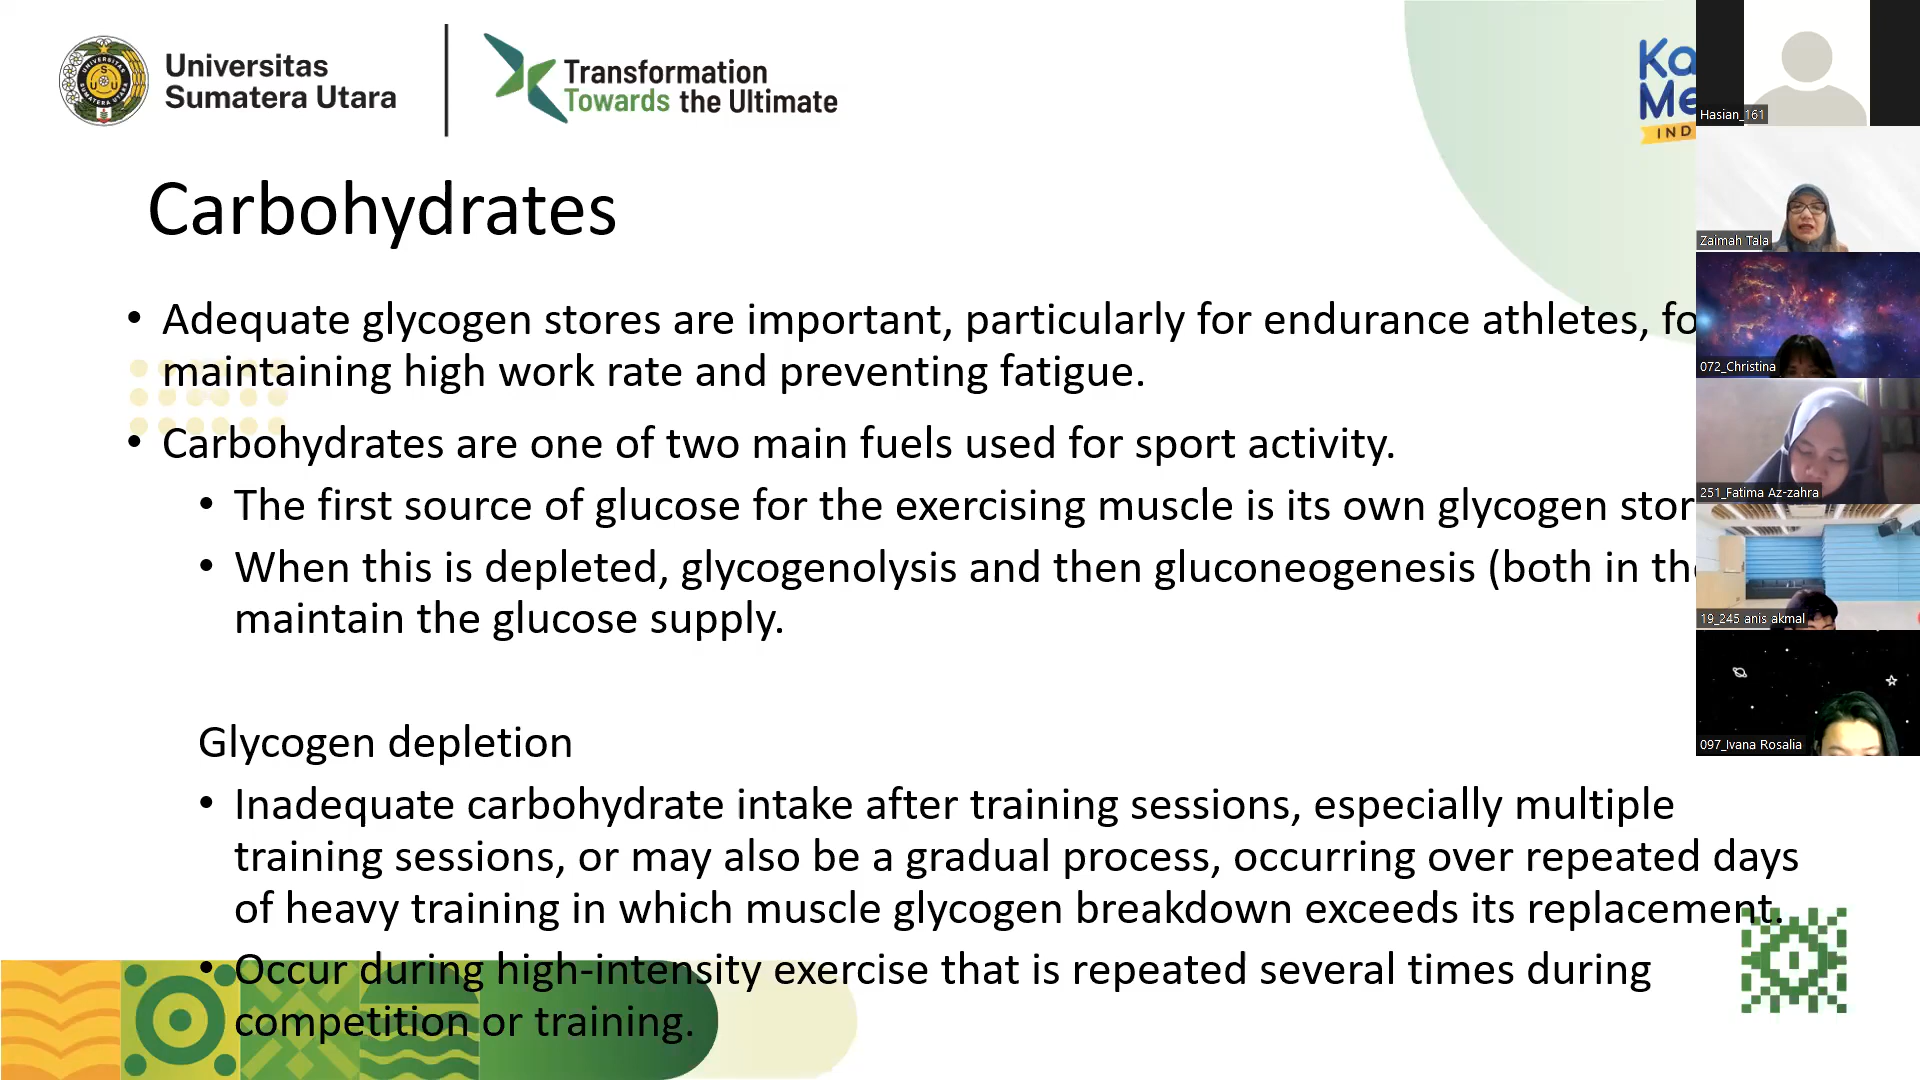 Universitas
Sumatera Utara
Transformation
Towards the Ultimate
Carbohydrates
• Adequate glycogen stores are important, particularly for endurance athletes,
maintaining high work rate and preventing fatigue.
• Carbohydrates are one of two main fuels used for sport activity.
• The first source of glucose for the exercising muscle is its own glycogen
• When this is depleted, glycogenolysis and then gluconeogenesis (both in
maintain the glucose supply.
Glycogen depletion
• Inadequate carbohydrate intake after training sessions, especially multiple
training sessions, or may also be a gradual process, occurring over repeated days
of heavy training in which muscle glycogen breakdown exceeds its replacement.
• Occur during high-intensity exercise that is repeated several times during
competition or training.
Hasian_161
Zaimah Tala
072_Christina
251_Fatima Az-zahra
19_245 anis akmal
097_Ivana Rosalia